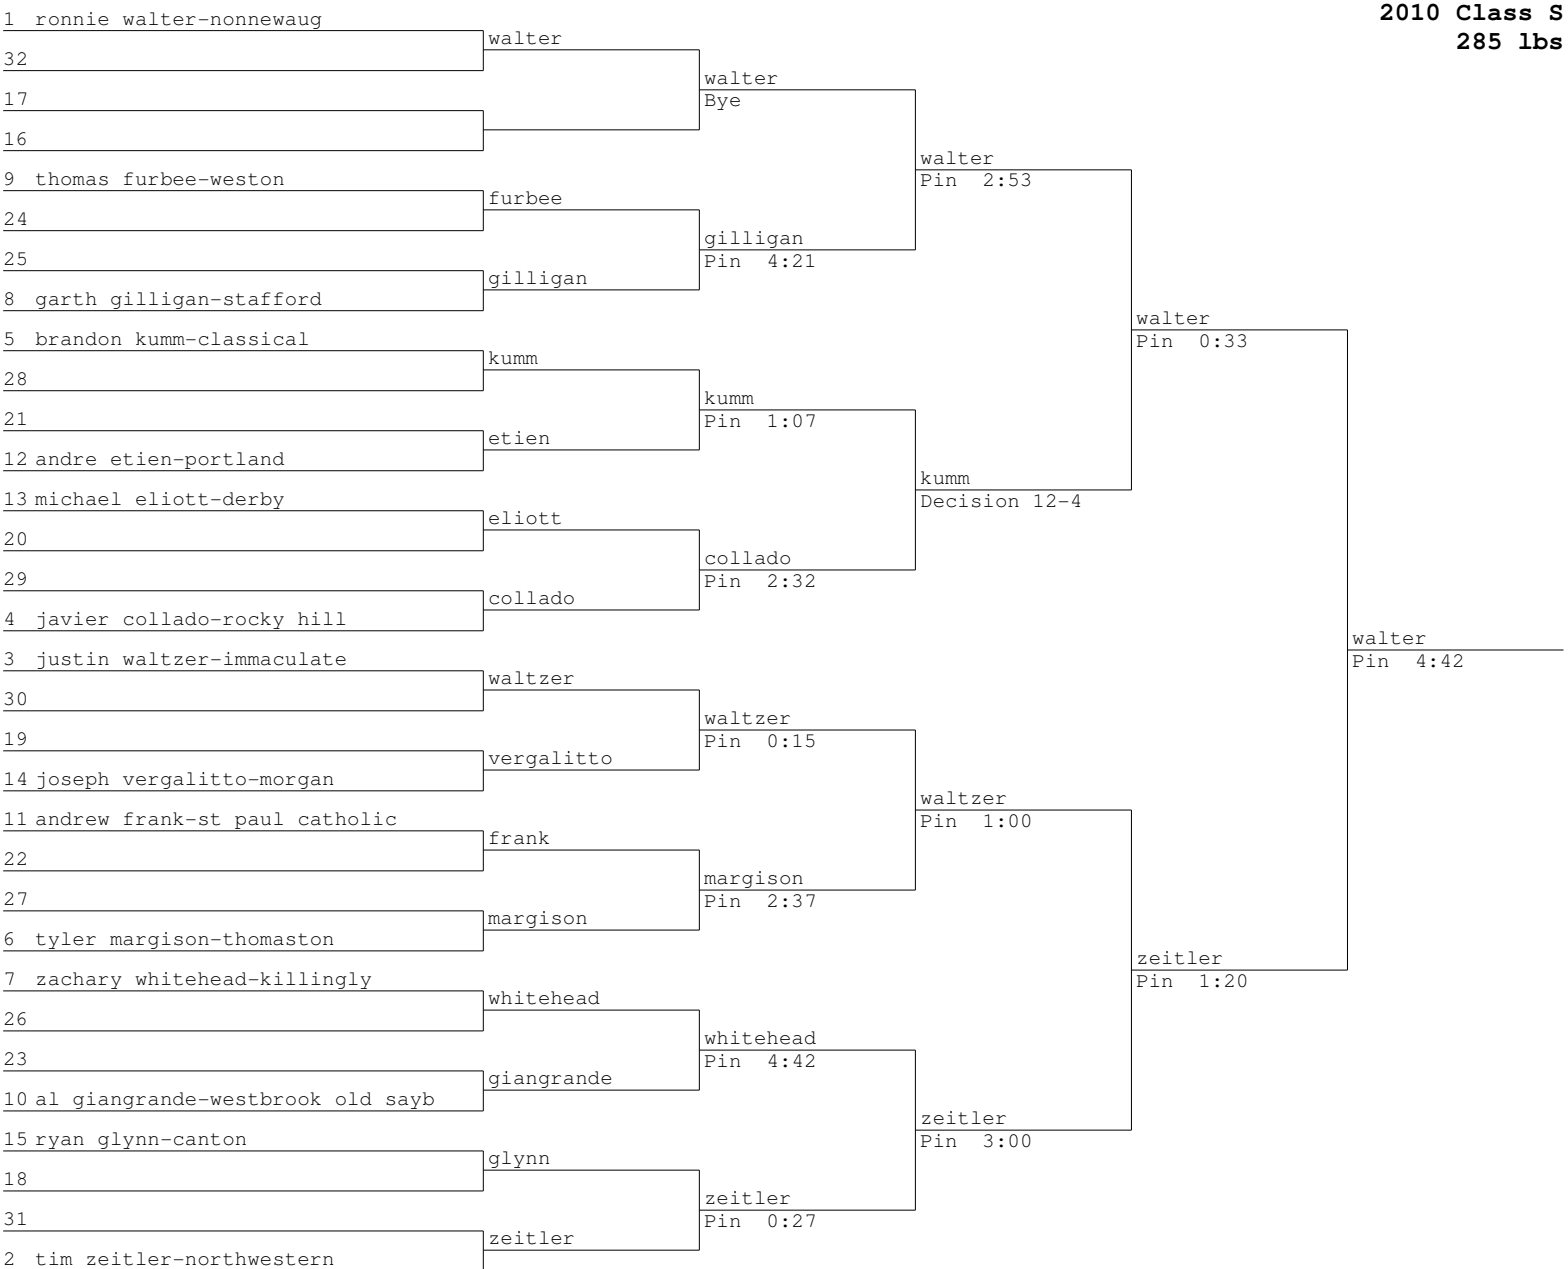 2010 Class S
285 lbs
1 ronnie walter-nonnewaug
32
17
16
9 thomas furbee-weston
24
25
8 garth gilligan-stafford
5 brandon kumm-classical
28
21
12 andre etien-portland
13 michael eliott-derby
20
29
4 javier collado-rocky hill
3 justin waltzer-immaculate
30
19
14 joseph vergalitto-morgan
11 andrew frank-st paul catholic
22
27
6 tyler margison-thomaston
7 zachary whitehead-killingly
26
23
10 al giangrande-westbrook old sayb
15 ryan glynn-canton
18
31
2 tim zeitler-northwestern
walter
furbee
gilligan
kumm
etien
eliott
collado
waltzer
vergalitto
frank
margison
whitehead
giangrande
glynn
zeitler
walter
Bye
gilligan
Pin 4:21
kumm
Pin 1:07
collado
Pin 2:32
waltzer
Pin 0:15
margison
Pin 2:37
whitehead
Pin 4:42
zeitler
Pin 0:27
walter
Pin 2:53
kumm
Decision 12-4
waltzer
Pin 1:00
zeitler
Pin 3:00
walter
Pin 0:33
zeitler
Pin 1:20
walter
Pin 4:42